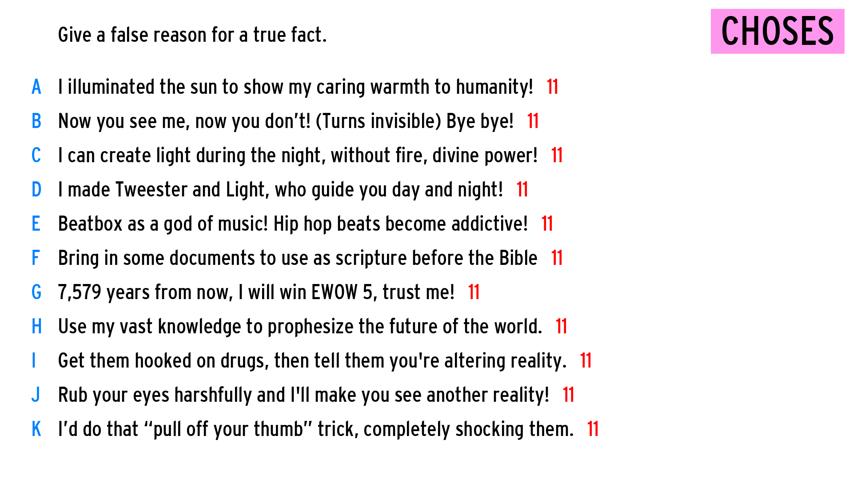 Give a false reason for a true fact.
CHOSES
A I illuminated the sun to show my caring warmth to humanity! 11
B Now you see me, now you don’t! (Turns invisible) Bye bye! 11
C I can create light during the night, without fire, divine power! 11
D I made Tweester and Light, who guide you day and night! 11
E Beatbox as a god of music! Hip hop beats become addictive! 11
F Bring in some documents to use as scripture before the Bible 11
G 7,579 years from now, I will win EWOW 5, trust me! 11
H Use my vast knowledge to prophesize the future of the world. 11
I Get them hooked on drugs, then tell them you're altering reality. 11
J Rub your eyes harshfully and I'll make you see another reality! 11
K I’d do that “pull off your thumb” trick, completely shocking them. 11